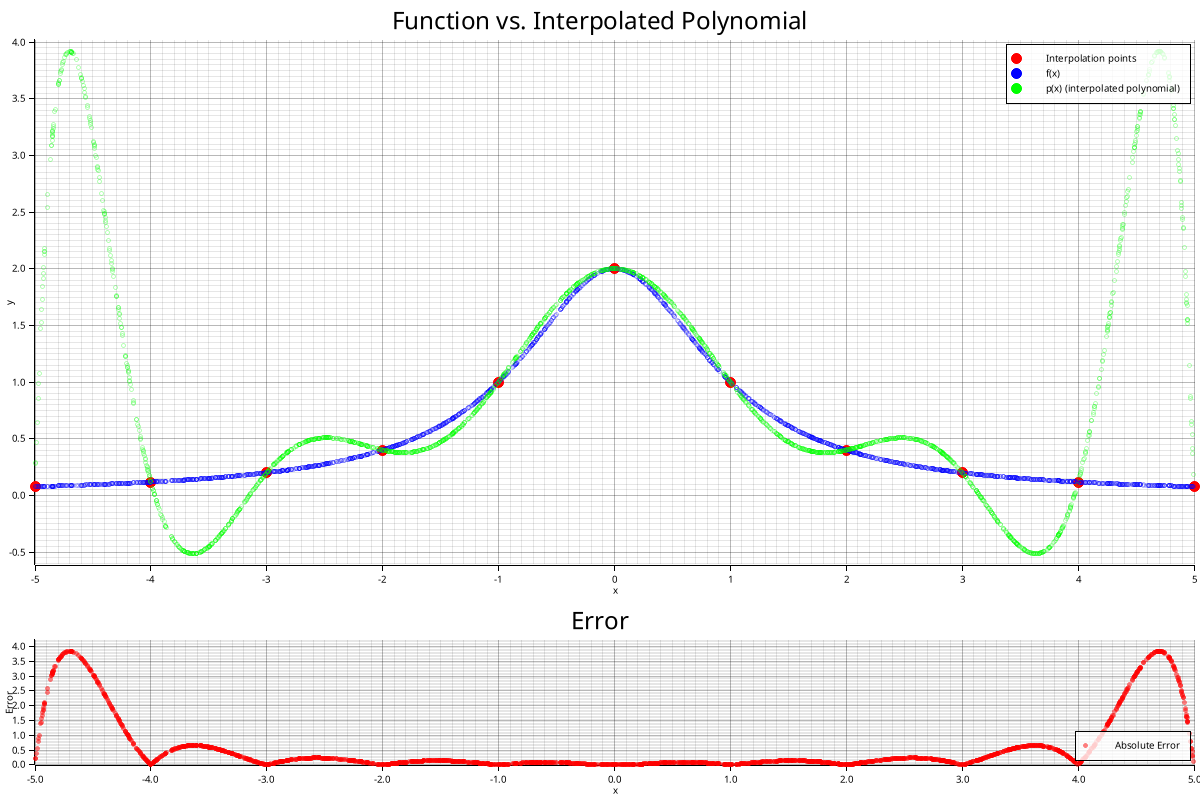 Function vs. Interpolated Polynomial
4.0
3.5
3.0
2.5
2.0
1.5
1.0
0.5
0.0
-0.5
y
Interpolation points
f(x)
p(x) (interpolated polynomial)
-5 -4 -3 -2 -1 0 1 2 3 4 5
x
Error
4.0
3.5
3.0
2.5
2.0
1.5
1.0
0.5
0.0
Error
Absolute Error
-5.0 -4.0 -3.0 -2.0 -1.0 0.0 1.0 2.0 3.0 4.0 5.0
x